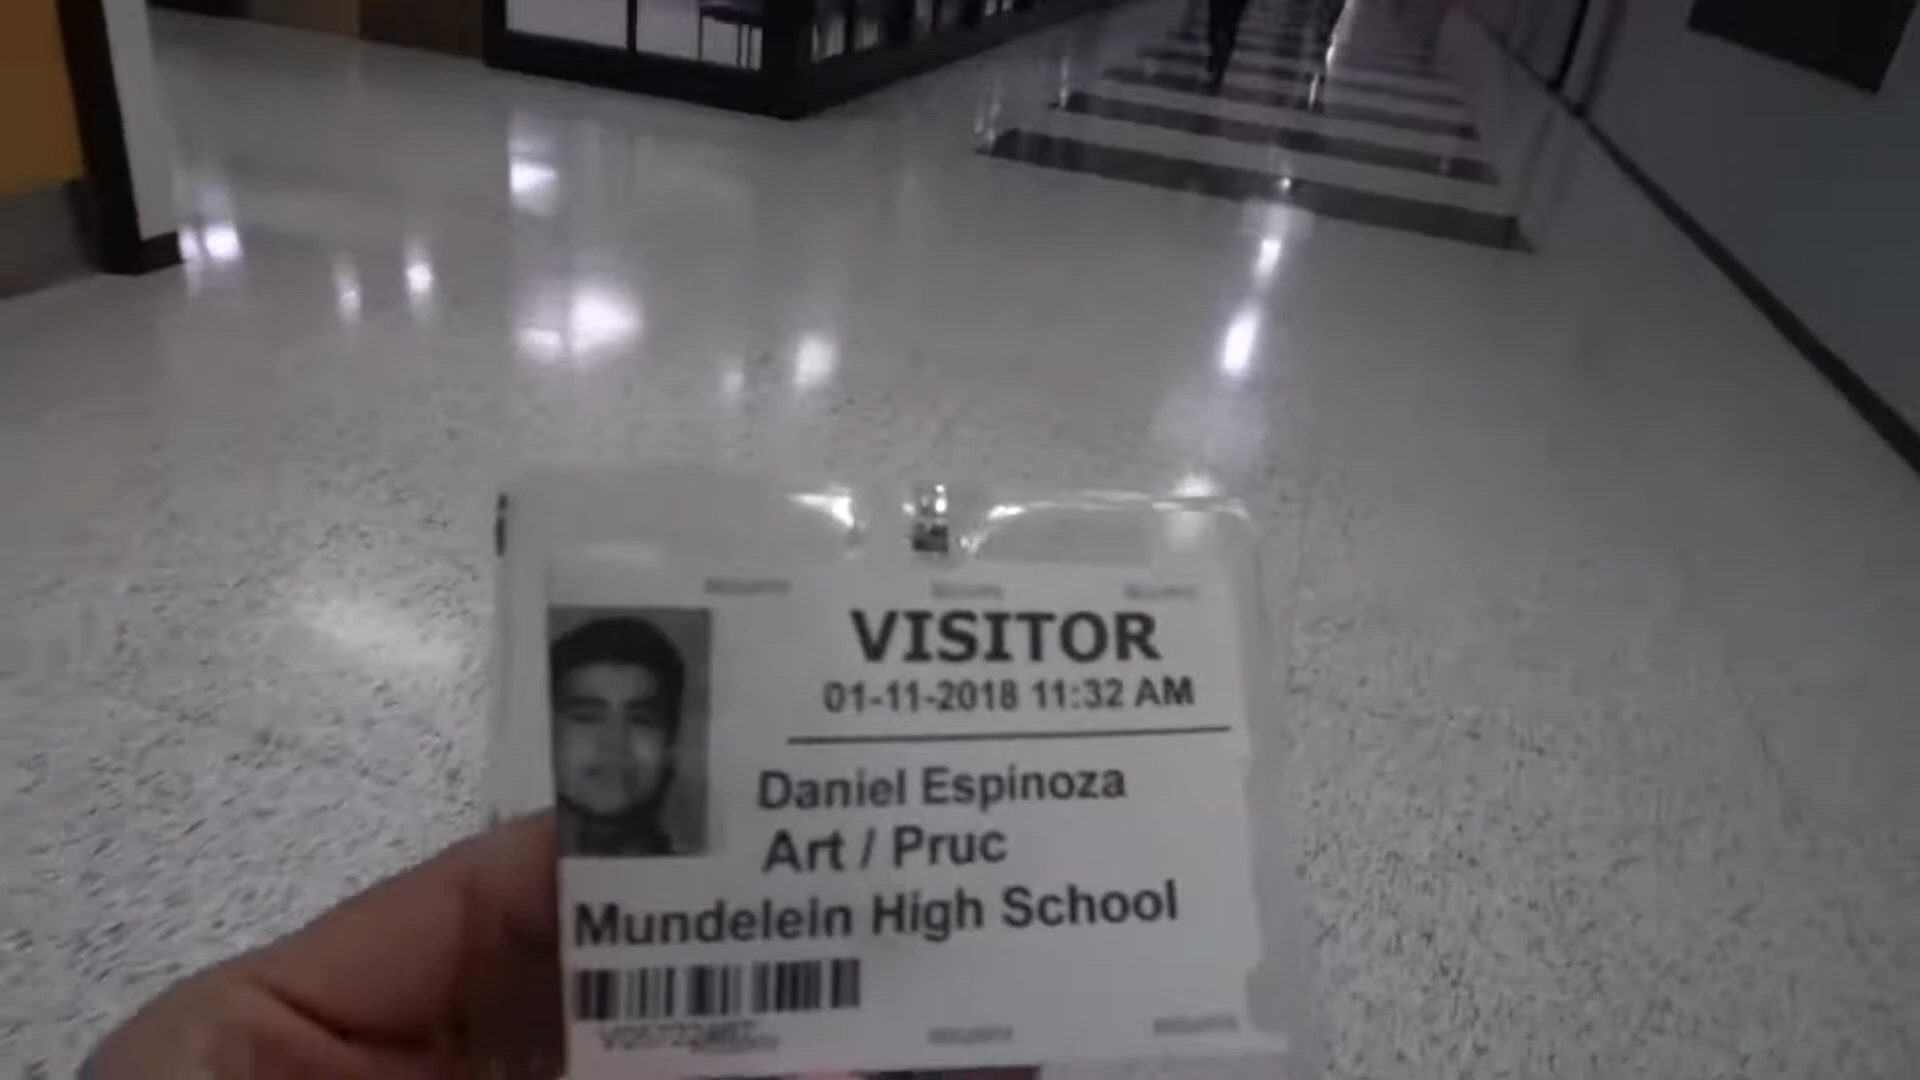 VISITOR
01-11-2018 11:32 AM
Daniel Espinoza
Art / Pruc
Mundelein High School